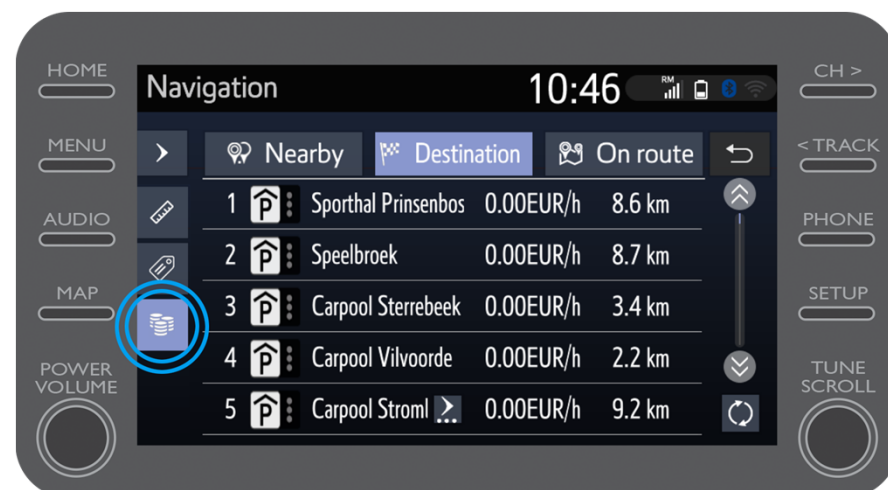 HOME
CH >
Navigation 10:46 RM
MENU
< TRACK
Nearby Destination On route
1 P Sporthal Prinsenbos 0.00EUR/h 8.6 km
AUDIO
PHONE
2 P Speelbroek 0.00EUR/h 8.7 km
MAP
SETUP
3 P Carpool Sterrebeek 0.00EUR/h 3.4 km
4 P Carpool Vilvoorde 0.00EUR/h 2.2 km
POWER
VOLUME
TUNE
SCROLL
5 P Carpool Stroml 0.00EUR/h 9.2 km